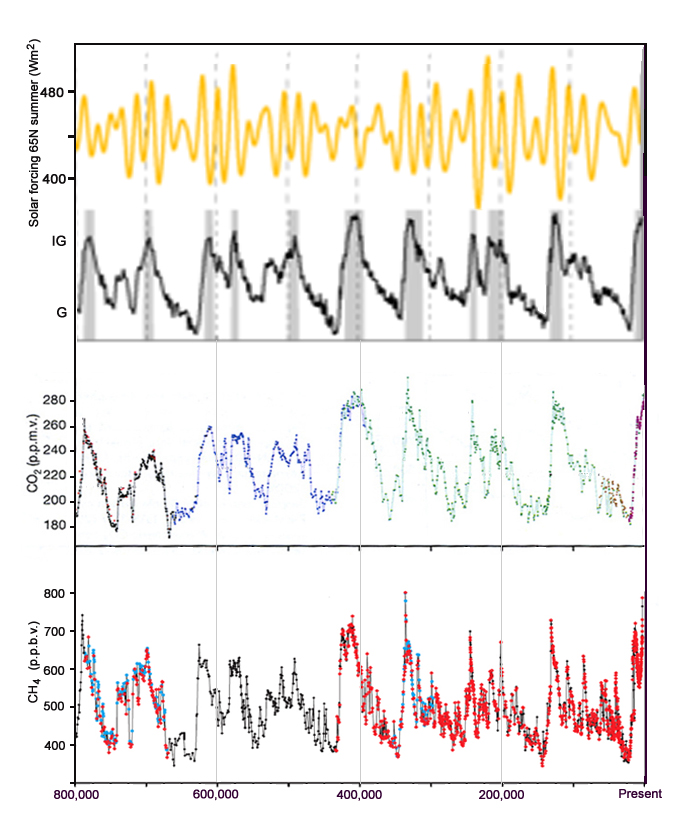 Solar forcing 65N summer (Wm²)
480
400
IG
G
CO₂ (p.p.m.v.)
280
260
240
220
200
180
CH₄ (p.p.b.v.)
800
700
600
500
400
800,000 600,000 400,000 200,000 Present